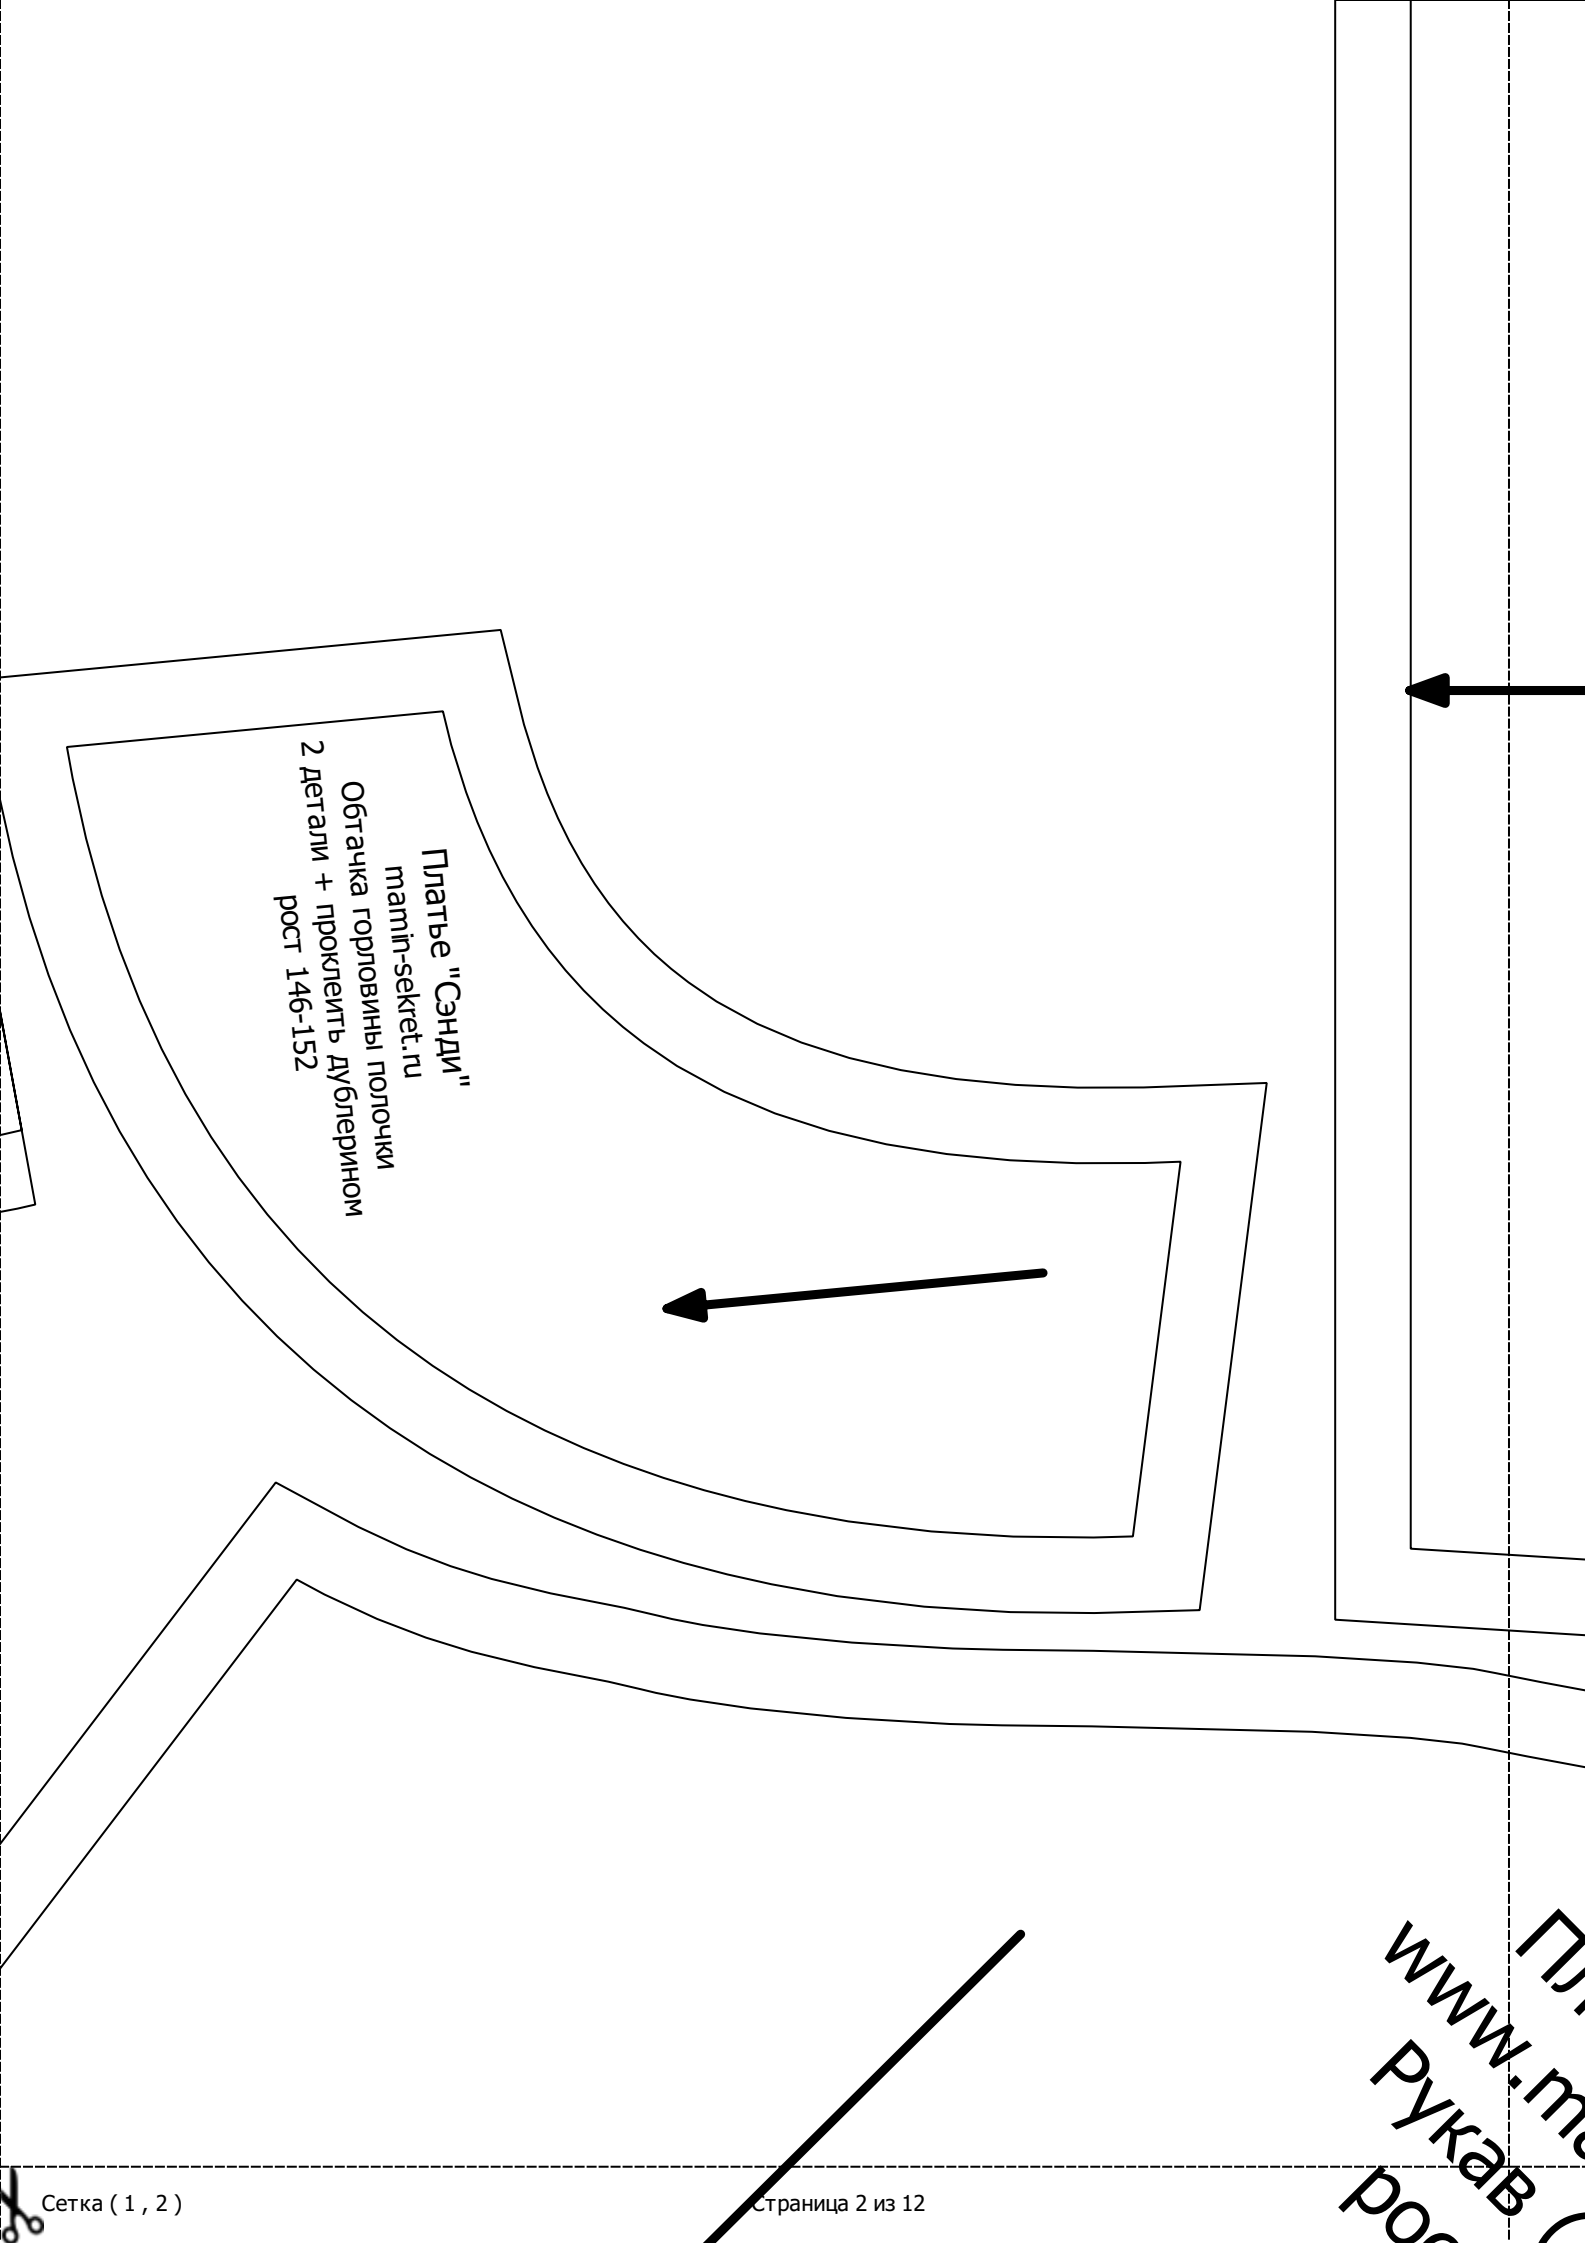 Платье "Сэнди"
mamin-sekret.ru
Обтачка горловины полочки
2 детали + проклеить дублерином
рост 146-152
www.
Рукав
Сетка ( 1 , 2 )
Страница 2 из 12